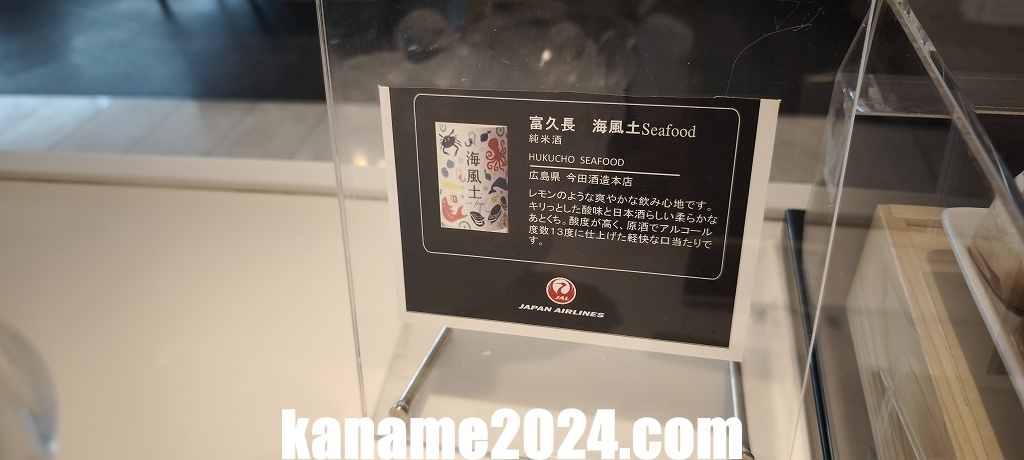 富久長 海風土Seafood
純米酒
HUKUCHO SEAFOOD
広島県 今田酒造本店
レモンのような爽やかな飲み心地です。
キリっとした酸味と日本酒らしい柔らかな
あとくち。酸度が高く、原酒でアルコール
度数13度に仕上げた軽快な口当たりで
す。
海風土
JAL
JAPAN AIRLINES
kaname2024.com